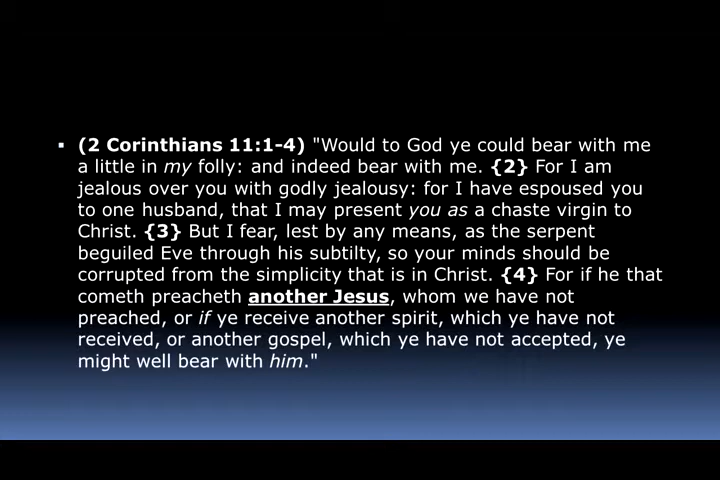 ▪ (2 Corinthians 11:1-4) "Would to God ye could bear with me
a little in my folly: and indeed bear with me. {2} For I am
jealous over you with godly jealousy: for I have espoused you
to one husband, that I may present you as a chaste virgin to
Christ. {3} But I fear, lest by any means, as the serpent
beguiled Eve through his subtilty, so your minds should be
corrupted from the simplicity that is in Christ. {4} For if he that
cometh preacheth another Jesus, whom we have not
preached, or if ye receive another spirit, which ye have not
received, or another gospel, which ye have not accepted, ye
might well bear with him."